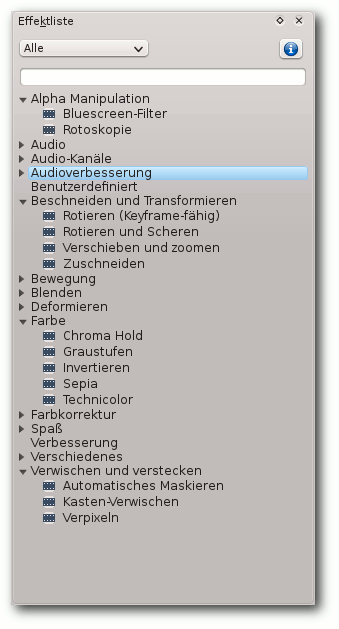 Effektliste
Alle
Alpha Manipulation
Bluescreen-Filter
Rotoskopie
Audio
Audio-Kanäle
Audioverbesserung
Benutzerdefiniert
Beschneiden und Transformieren
Rotieren (Keyframe-fähig)
Rotieren und Scheren
Verschieben und zoomen
Zuschneiden
Bewegung
Blenden
Deformieren
Farbe
Chroma Hold
Graustufen
Invertieren
Sepia
Technicolor
Farbkorrektur
Spaß
Verbesserung
Verschiedenes
Verwischen und verstecken
Automatisches Maskieren
Kasten-Verwischen
Verpixeln